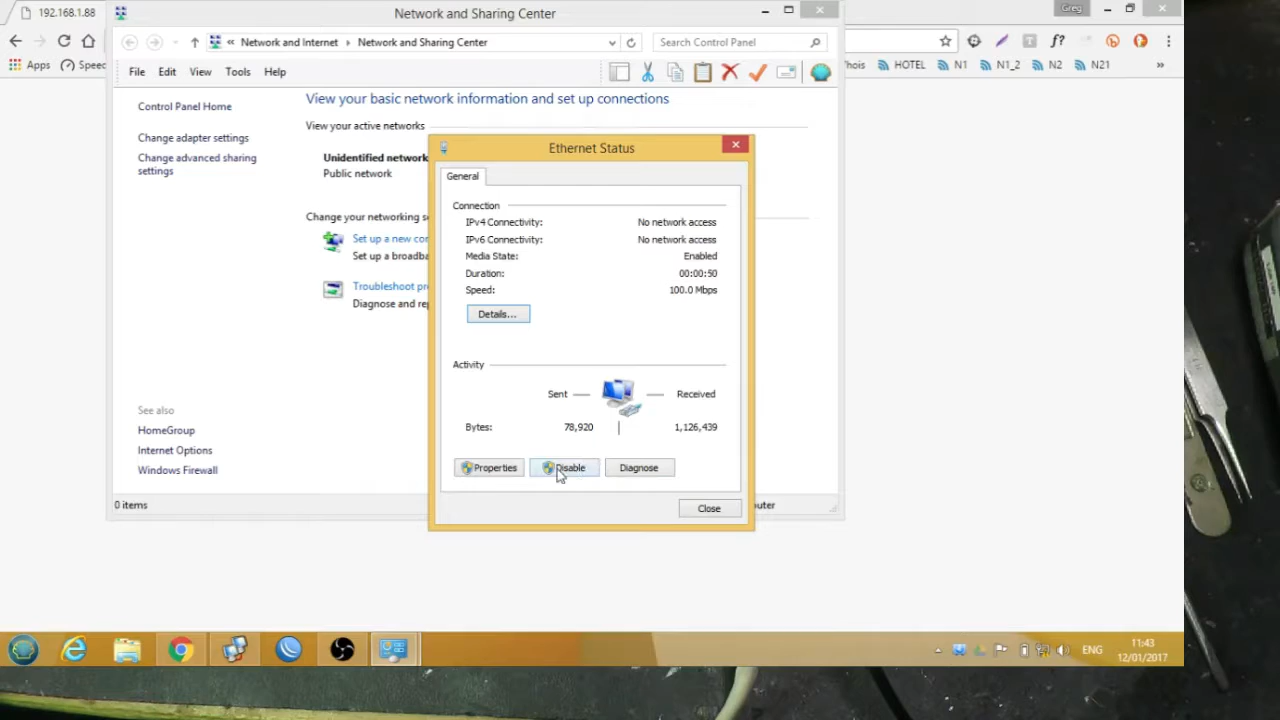 192.168.1.88
Network and Sharing Center
Greg
Network and Internet
Network and Sharing Center
Search Control Panel
Apps
Speed
hois
HOTEL
N1
N1_2
N2
N21
File
Edit
View
Tools
Help
Control Panel Home
Change adapter settings
Change advanced sharing
settings
View your basic network information and set up connections
View your active networks
Unidentified network
Public network
Change your networking s
Set up a new con
Set up a broadba
Troubleshoot pr
Diagnose and rep
See also
HomeGroup
Internet Options
Windows Firewall
0 items
uter
Ethernet Status
General
Connection
IPv4 Connectivity: No network access
IPv6 Connectivity: No network access
Media State: Enabled
Duration: 00:00:50
Speed: 100.0 Mbps
Details...
Activity
Sent
Received
Bytes: 78,920 1,126,439
Properties
Disable
Diagnose
Close
ENG
11:43
12/01/2017